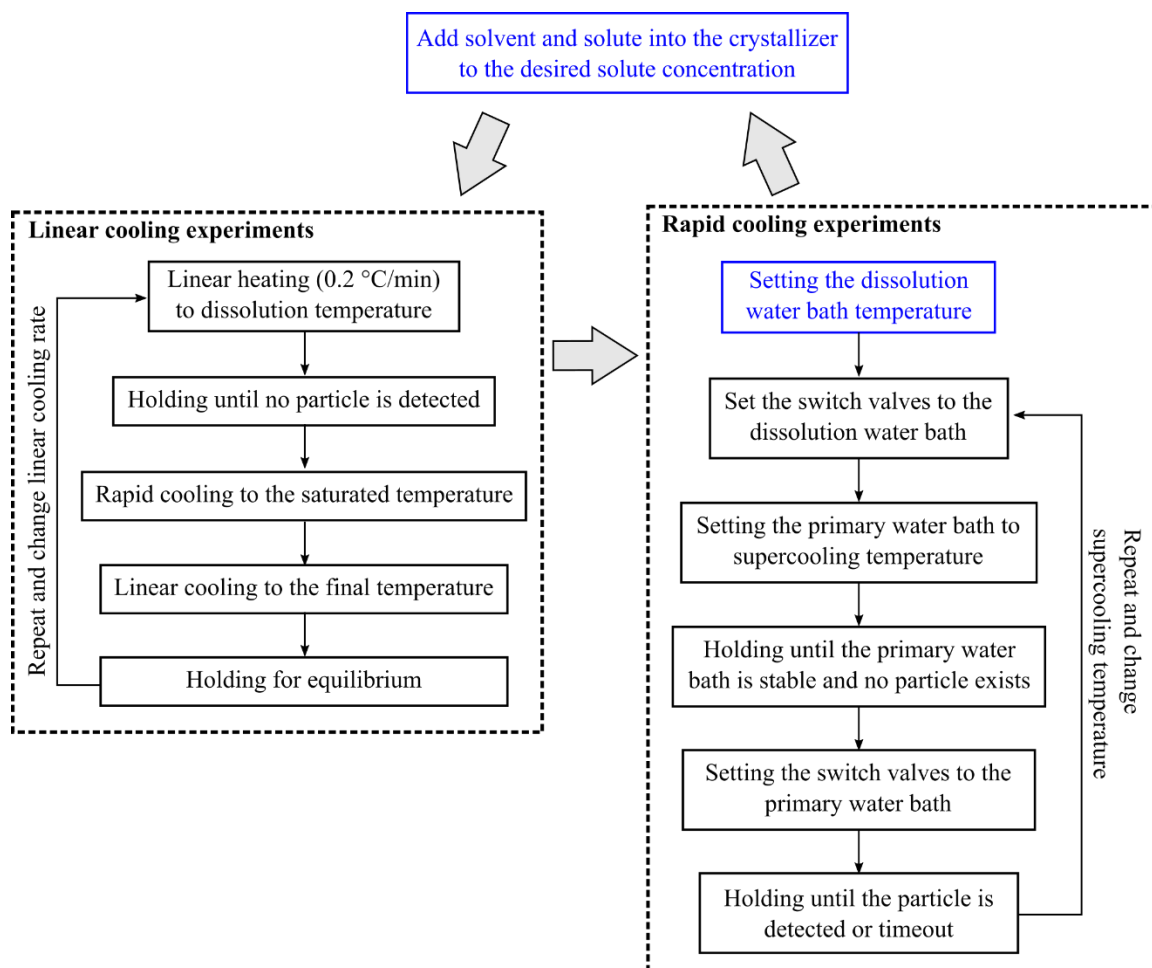 Add solvent and solute into the crystallizer
to the desired solute concentration
Linear cooling experiments
Linear heating (0.2 °C/min)
to dissolution temperature
Holding until no particle is detected
Rapid cooling to the saturated temperature
Linear cooling to the final temperature
Holding for equilibrium
Repeat and change linear cooling rate
Rapid cooling experiments
Setting the dissolution
water bath temperature
Set the switch valves to the
dissolution water bath
Setting the primary water bath to
supercooling temperature
Holding until the primary water
bath is stable and no particle exists
Setting the switch valves to the
primary water bath
Holding until the particle is
detected or timeout
Repeat and change
supercooling temperature